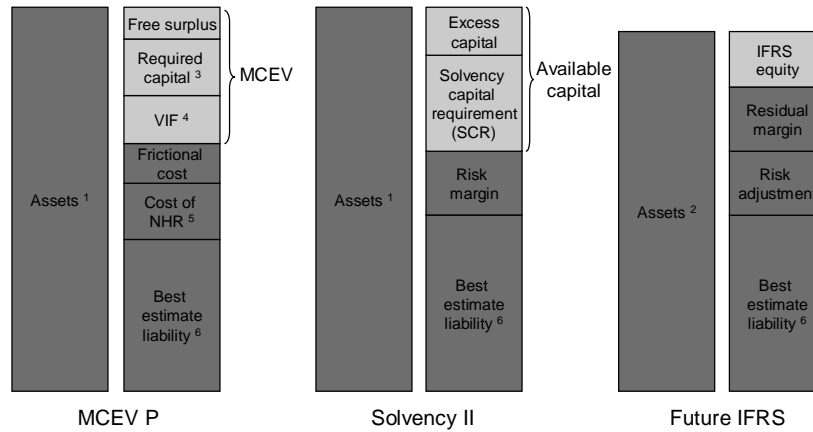 Assets 1
Free surplus
Required
capital 3
VIF 4
Frictional
cost
Cost of
NHR 5
Best
estimate
liability 6
MCEV
MCEV P
Assets 1
Excess
capital
Solvency
capital
requirement
(SCR)
Risk
margin
Best
estimate
liability 6
Available
capital
Solvency II
Assets 2
IFRS
equity
Residual
margin
Risk
adjustment
Best
estimate
liability 6
Future IFRS